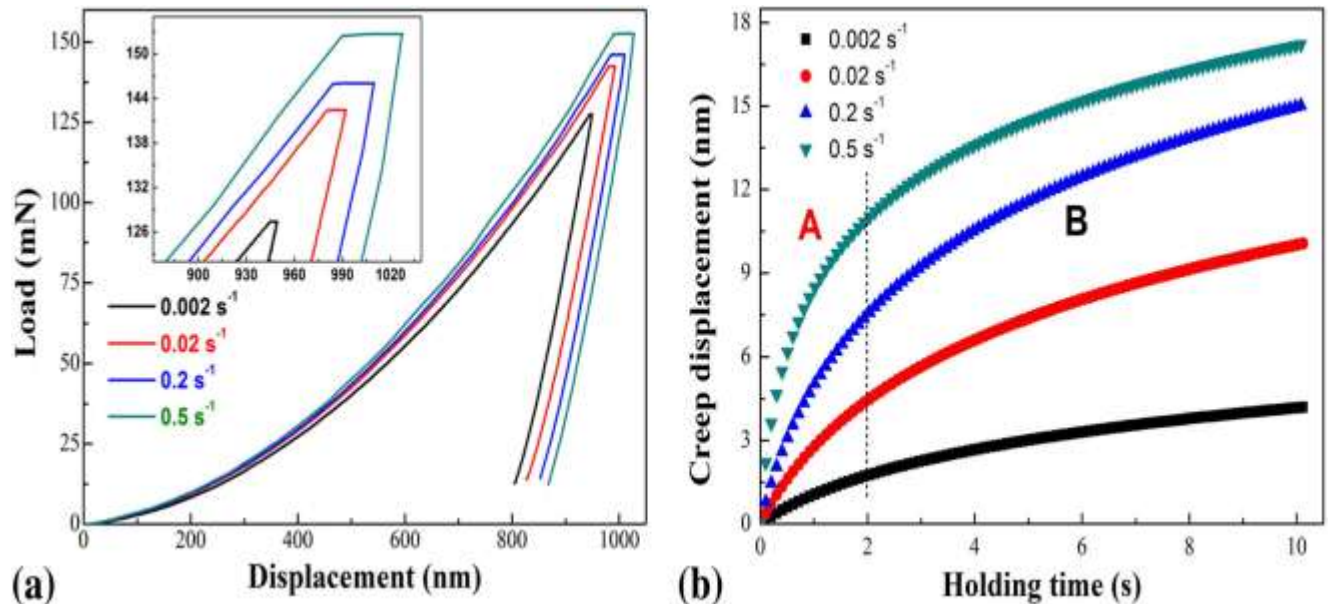 150
125
100
75
50
25
0
Load (mN)
156
150
144
138
132
126
900 930 960 990 1020
0.002 s⁻¹
0.02 s⁻¹
0.2 s⁻¹
0.5 s⁻¹
0 200 400 600 800 1000
Displacement (nm)
(a)
18
15
12
9
6
3
0
Creep displacement (nm)
0.002 s⁻¹
0.02 s⁻¹
0.2 s⁻¹
0.5 s⁻¹
A
B
0 2 4 6 8 10
Holding time (s)
(b)